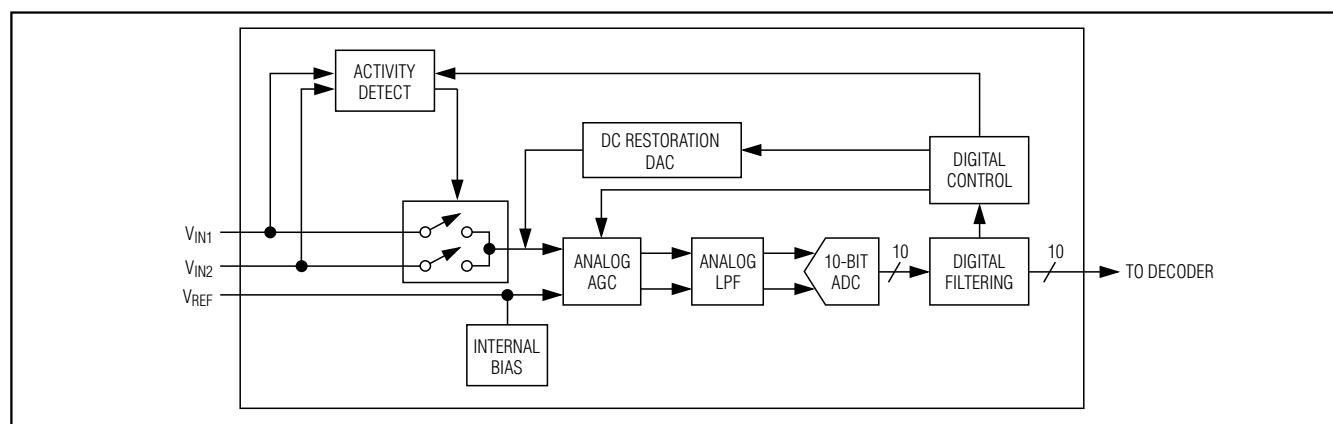 ACTIVITY
DETECT
DC RESTORATION
DAC
DIGITAL
CONTROL
VIN1
VIN2
VREF
ANALOG
AGC
ANALOG
LPF
10-BIT
ADC
10
DIGITAL
FILTERING
10
TO DECODER
INTERNAL
BIAS